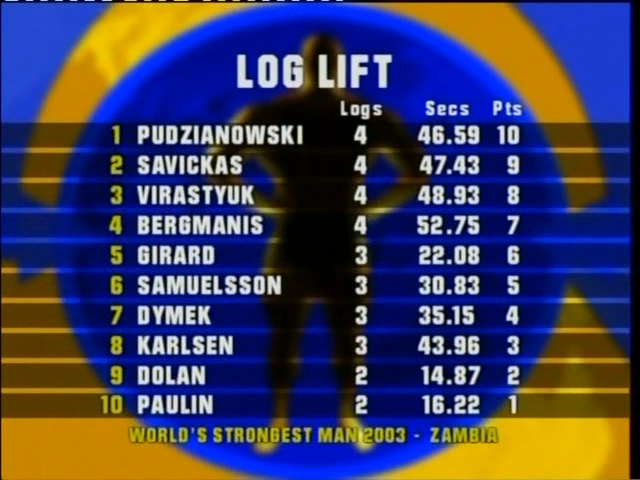 LOG LIFT
Logs Secs Pts
1 PUDZIANOWSKI 4 46.59 10
2 SAVICKAS 4 47.43 9
3 VIRASTYUK 4 48.93 8
4 BERGMANIS 4 52.75 7
5 GIRARD 3 22.08 6
6 SAMUELSSON 3 30.83 5
7 DYMEK 3 35.15 4
8 KARLSEN 3 43.96 3
9 DOLAN 2 14.87 2
10 PAULIN 2 16.22 1
WORLD'S STRONGEST MAN 2003 - ZAMBIA